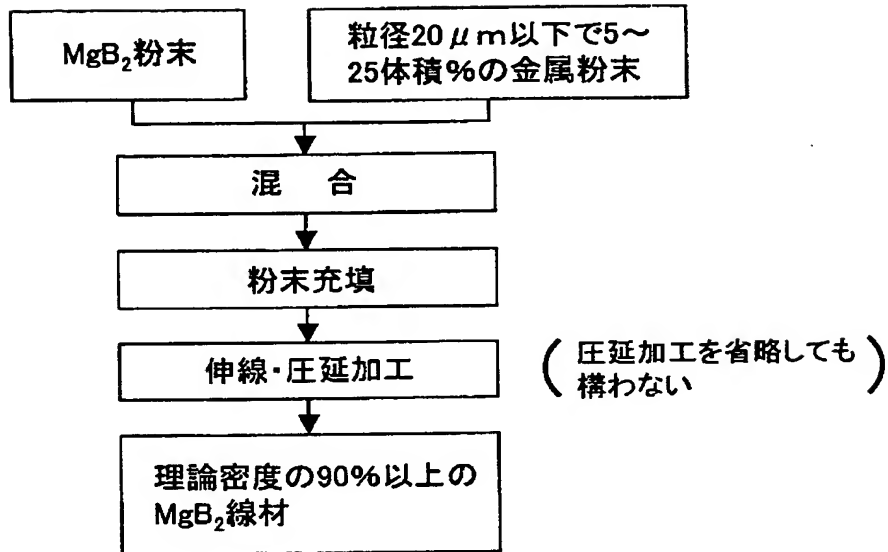 MgB₂粉末
粒径20μm以下で5～
25体積%の金属粉末
混　合
粉末充填
伸線・圧延加工
(圧延加工を省略しても
構わない)
理論密度の90%以上の
MgB₂線材